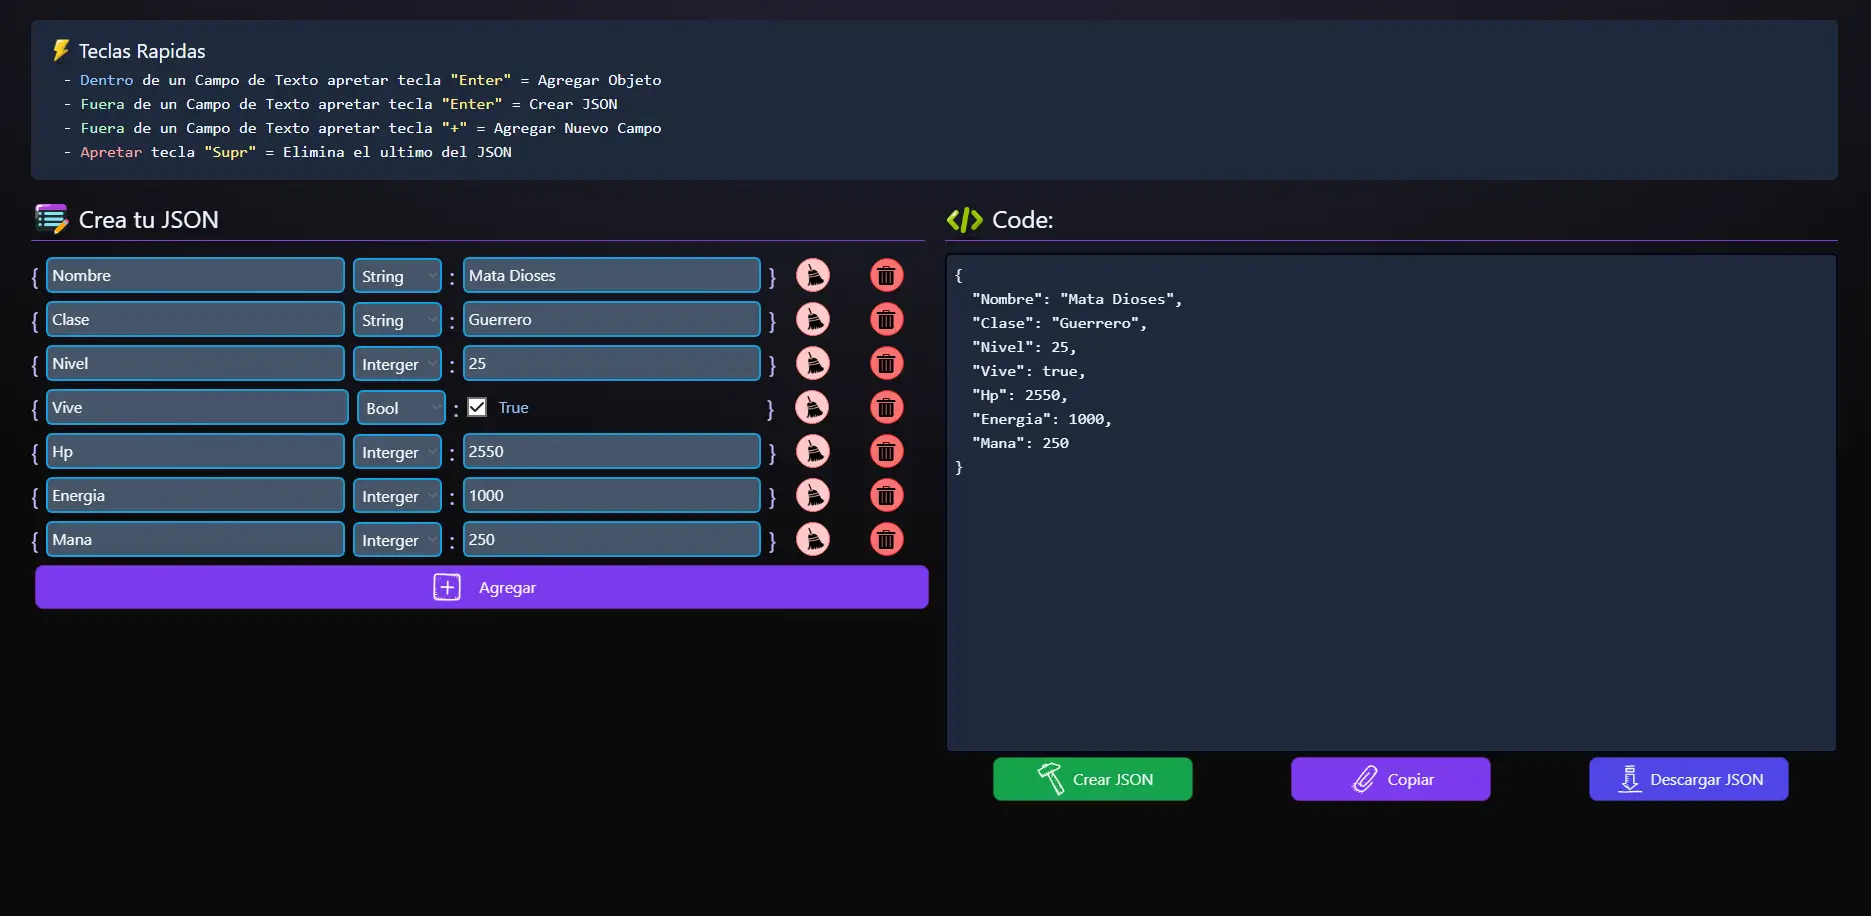 Teclas Rapidas
- Dentro de un Campo de Texto apretar tecla "Enter" = Agregar Objeto
- Fuera de un Campo de Texto apretar tecla "Enter" = Crear JSON
- Fuera de un Campo de Texto apretar tecla "+" = Agregar Nuevo Campo
- Apretar tecla "Supr" = Elimina el ultimo del JSON
Crea tu JSON
{ Nombre String : Mata Dioses }
{ Clase String : Guerrero }
{ Nivel Interger : 25 }
{ Vive Bool : True }
{ Hp Interger : 2550 }
{ Energia Interger : 1000 }
{ Mana Interger : 250 }
Agregar
Code:
{
"Nombre": "Mata Dioses",
"Clase": "Guerrero",
"Nivel": 25,
"Vive": true,
"Hp": 2550,
"Energia": 1000,
"Mana": 250
}
Crear JSON
Copiar
Descargar JSON